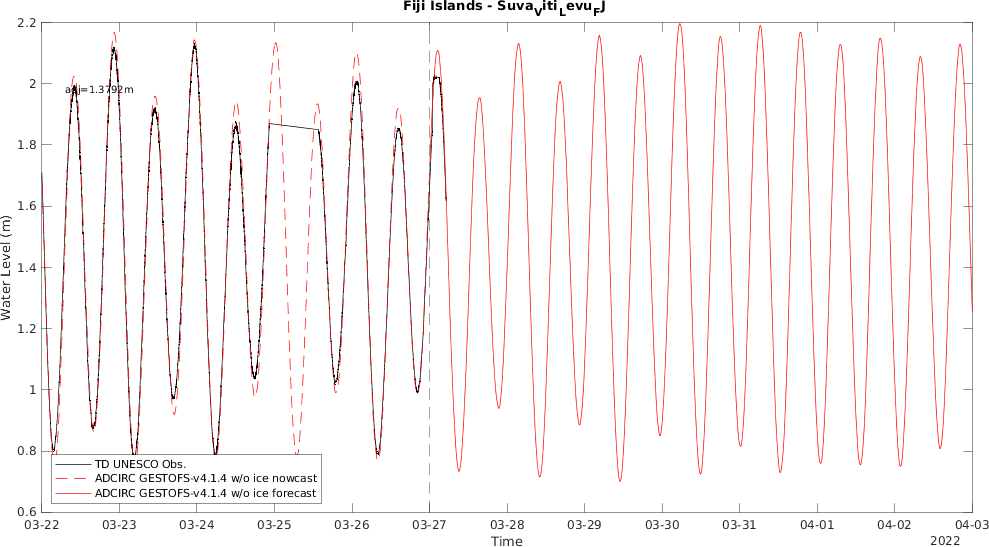 Fiji Islands - SuvaVitiLevuFJ
2.2
2
1.8
1.6
1.4
1.2
1
0.8
0.6
Water Level (m)
adj=1.3792m
TD UNESCO Obs.
ADCIRC GESTOFS-v4.1.4 w/o ice nowcast
ADCIRC GESTOFS-v4.1.4 w/o ice forecast
03-22 03-23 03-24 03-25 03-26 03-27 03-28 03-29 03-30 03-31 04-01 04-02 04-03
Time
2022